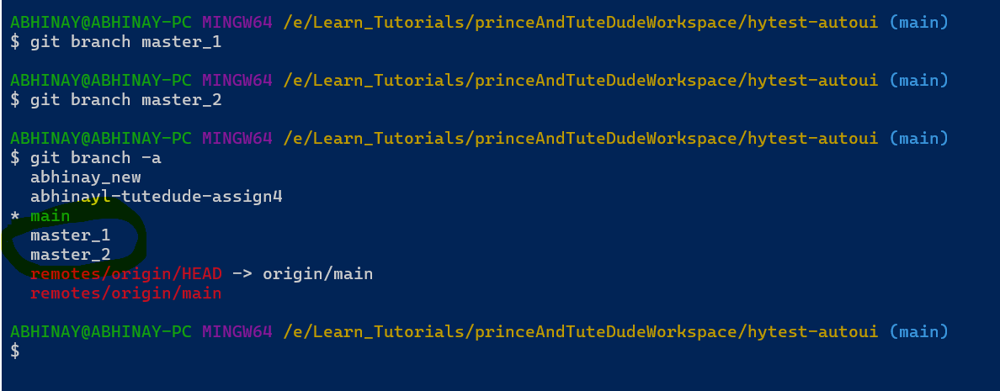 ABHINAY@ABHINAY-PC MINGW64 /e/Learn_Tutorials/princeAndTuteDudeWorkspace/hytest-autoui (main)
$ git branch master_1
ABHINAY@ABHINAY-PC MINGW64 /e/Learn_Tutorials/princeAndTuteDudeWorkspace/hytest-autoui (main)
$ git branch master_2
ABHINAY@ABHINAY-PC MINGW64 /e/Learn_Tutorials/princeAndTuteDudeWorkspace/hytest-autoui (main)
$ git branch -a
abhinay_new
abhinayl-tutedude-assign4
* main
master_1
master_2
remotes/origin/HEAD -> origin/main
remotes/origin/main
ABHINAY@ABHINAY-PC MINGW64 /e/Learn_Tutorials/princeAndTuteDudeWorkspace/hytest-autoui (main)
$